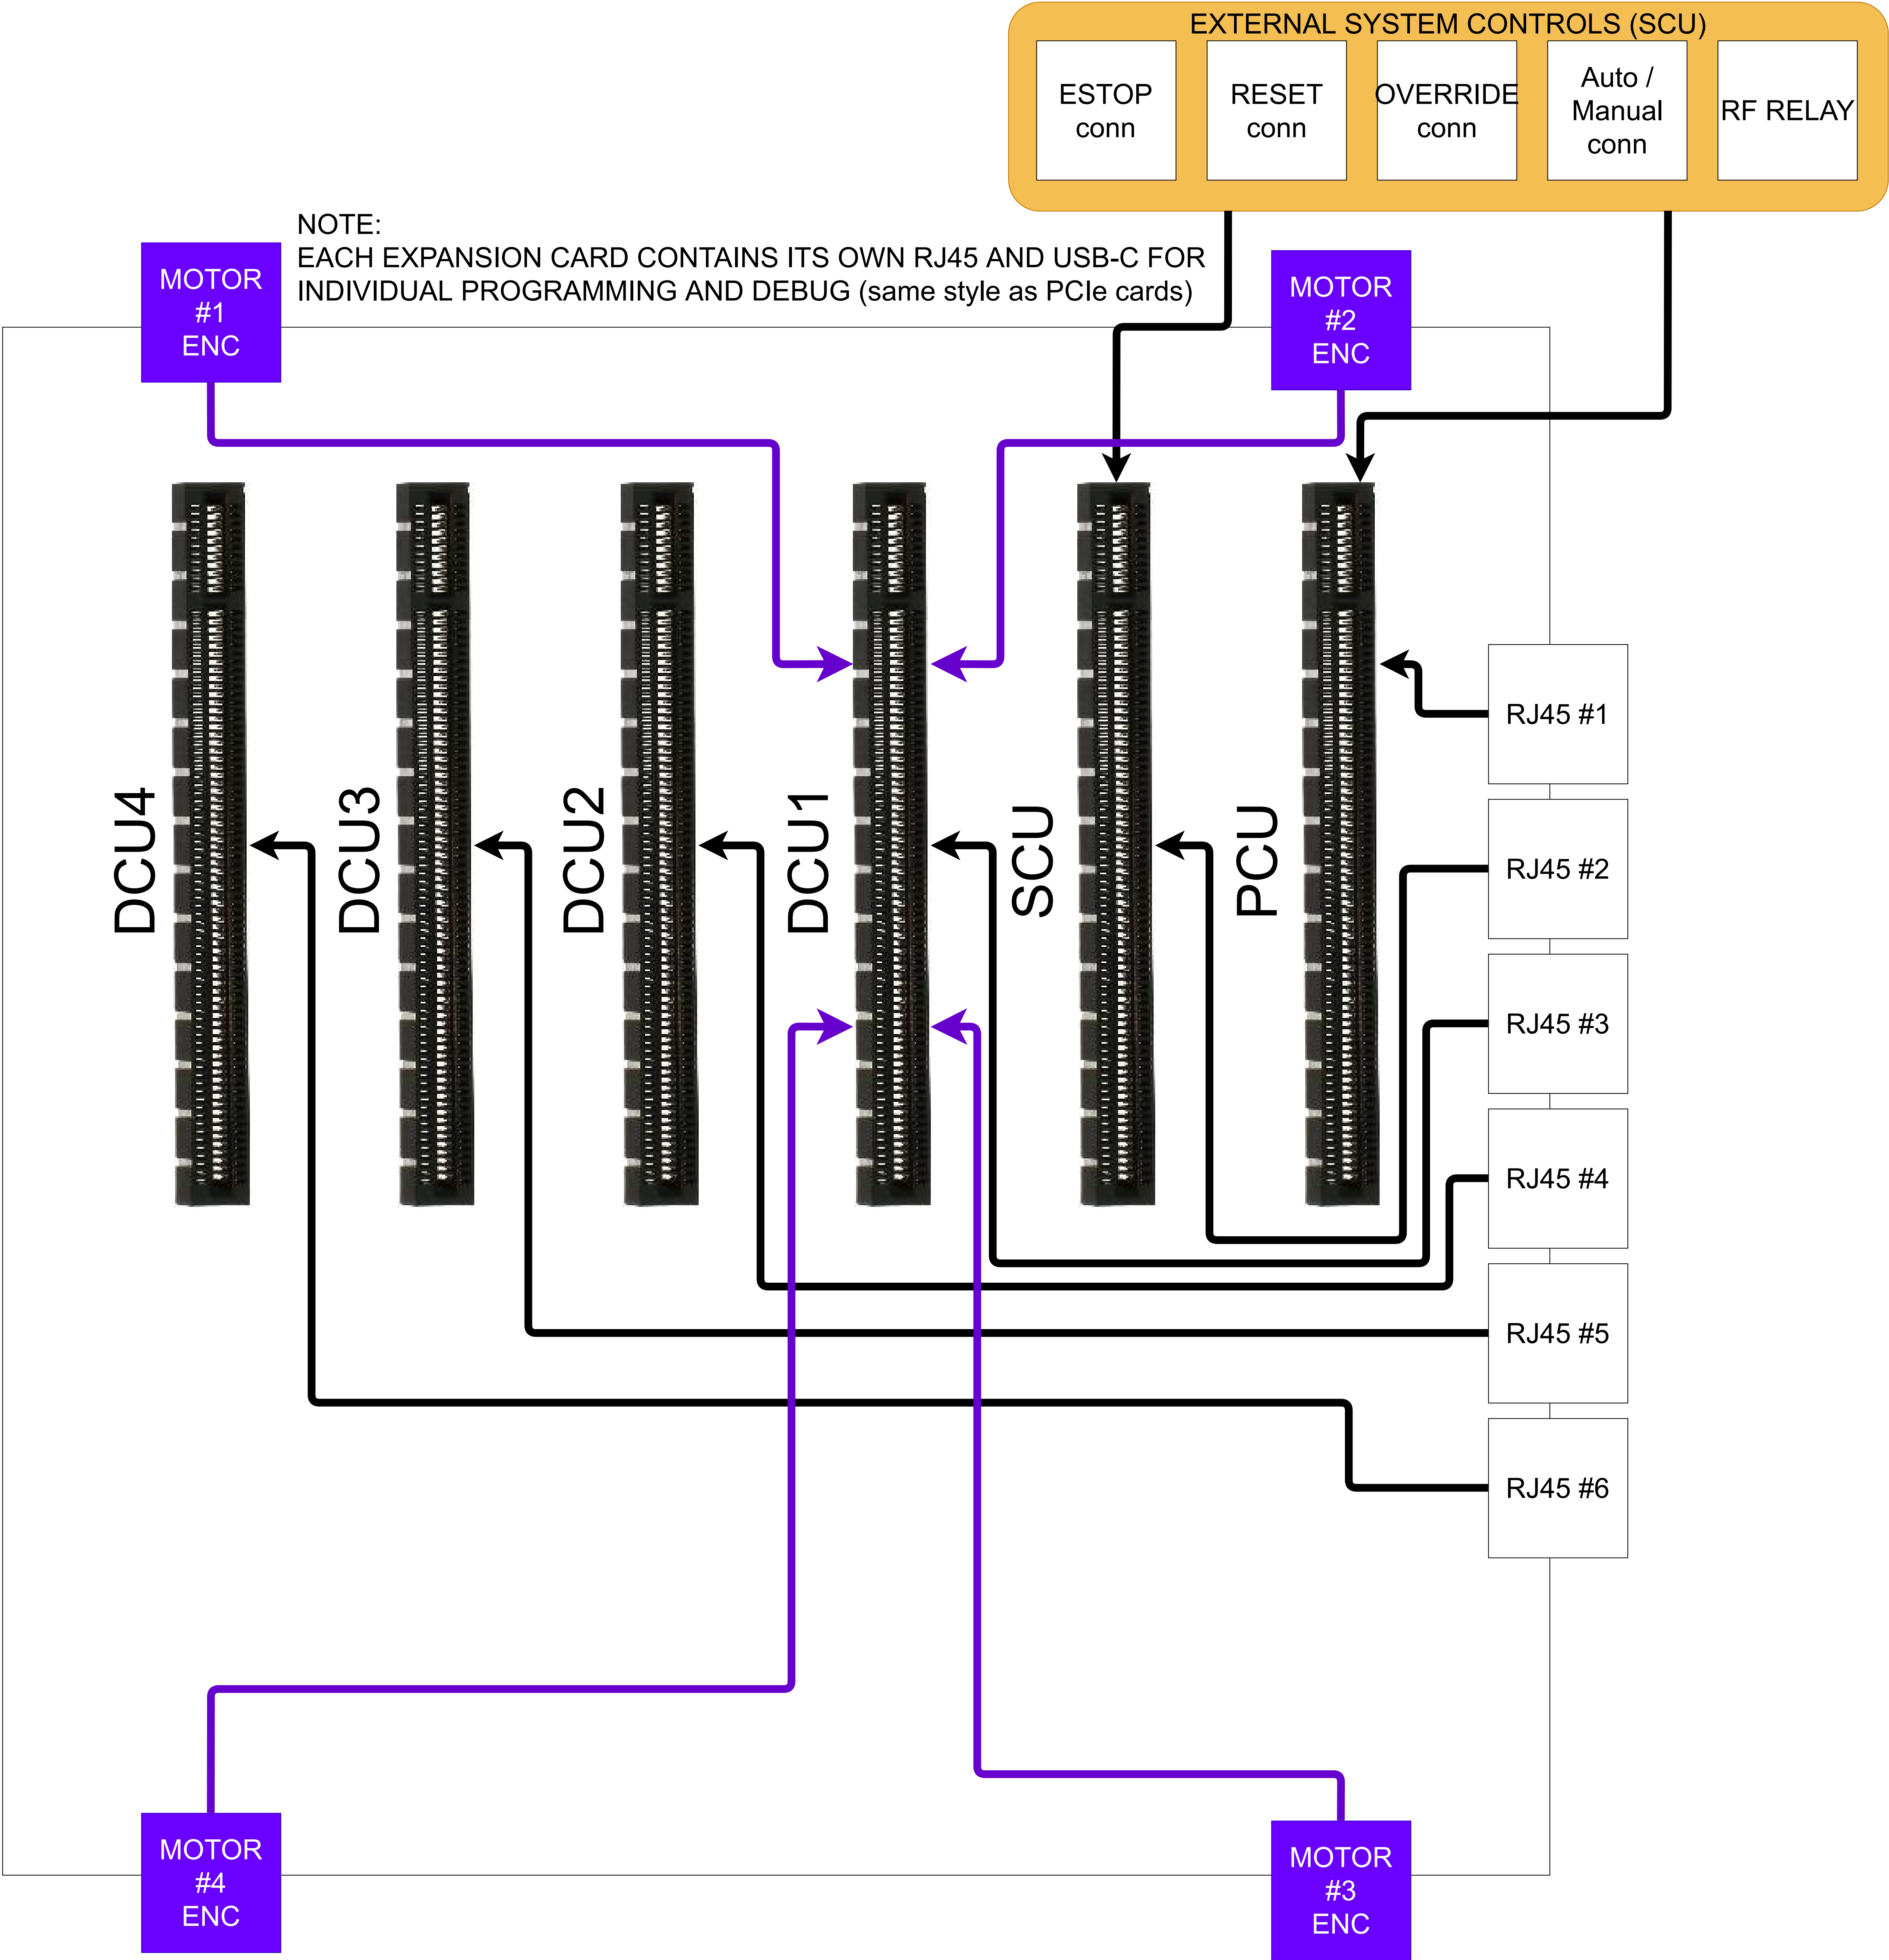 EXTERNAL SYSTEM CONTROLS (SCU)
ESTOP
conn
RESET
conn
OVERRIDE
conn
Auto /
Manual
conn
RF RELAY
NOTE:
EACH EXPANSION CARD CONTAINS ITS OWN RJ45 AND USB-C FOR
INDIVIDUAL PROGRAMMING AND DEBUG (same style as PCIe cards)
MOTOR
#1
ENC
MOTOR
#2
ENC
DCU4
DCU3
DCU2
DCU1
SCU
PCU
RJ45 #1
RJ45 #2
RJ45 #3
RJ45 #4
RJ45 #5
RJ45 #6
MOTOR
#4
ENC
MOTOR
#3
ENC